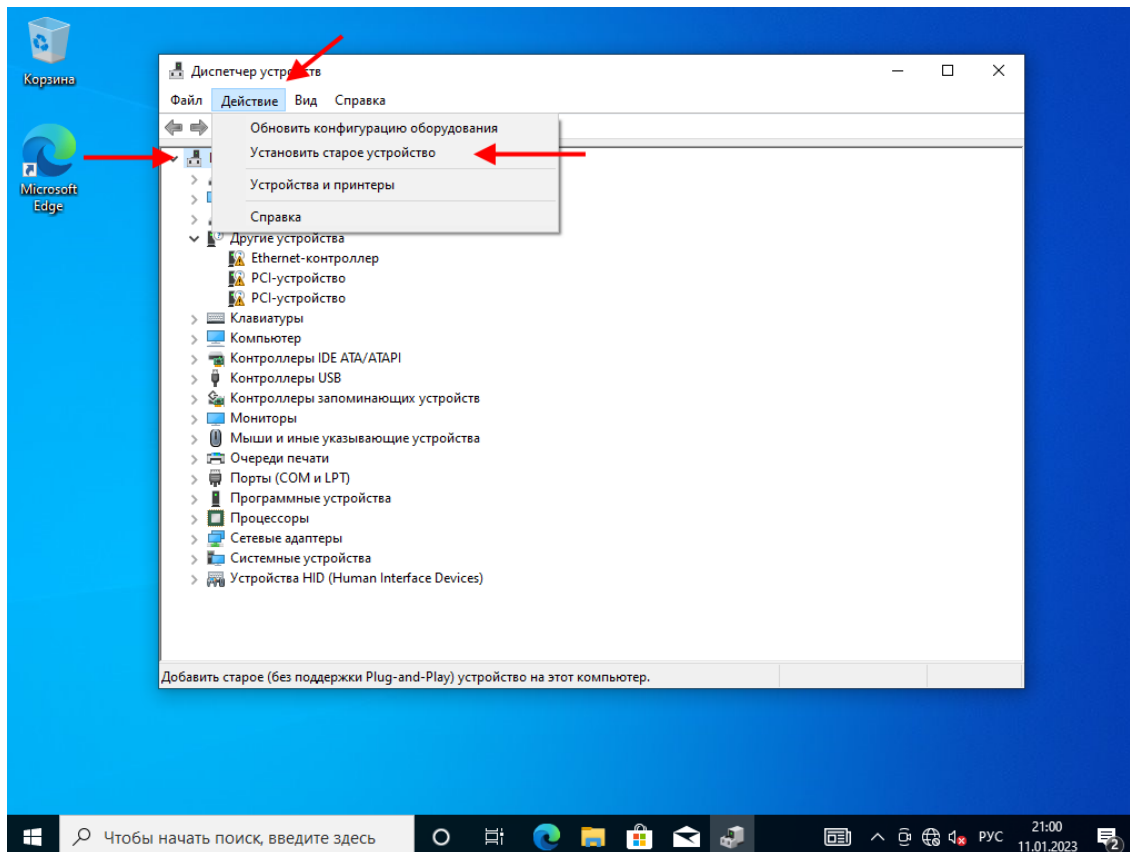 Корзина
Microsoft
Edge
Диспетчер устройств
Файл Действие Вид Справка
Обновить конфигурацию оборудования
Установить старое устройство
Устройства и принтеры
Справка
Другие устройства
Ethernet-контроллер
PCI-устройство
PCI-устройство
Клавиатуры
Компьютер
Контроллеры IDE ATA/ATAPI
Контроллеры USB
Контроллеры запоминающих устройств
Мониторы
Мыши и иные указывающие устройства
Очереди печати
Порты (COM и LPT)
Программные устройства
Процессоры
Сетевые адаптеры
Системные устройства
Устройства HID (Human Interface Devices)
Добавить старое (без поддержки Plug-and-Play) устройство на этот компьютер.
Чтобы начать поиск, введите здесь
РУС
21:00
11.01.2023
2